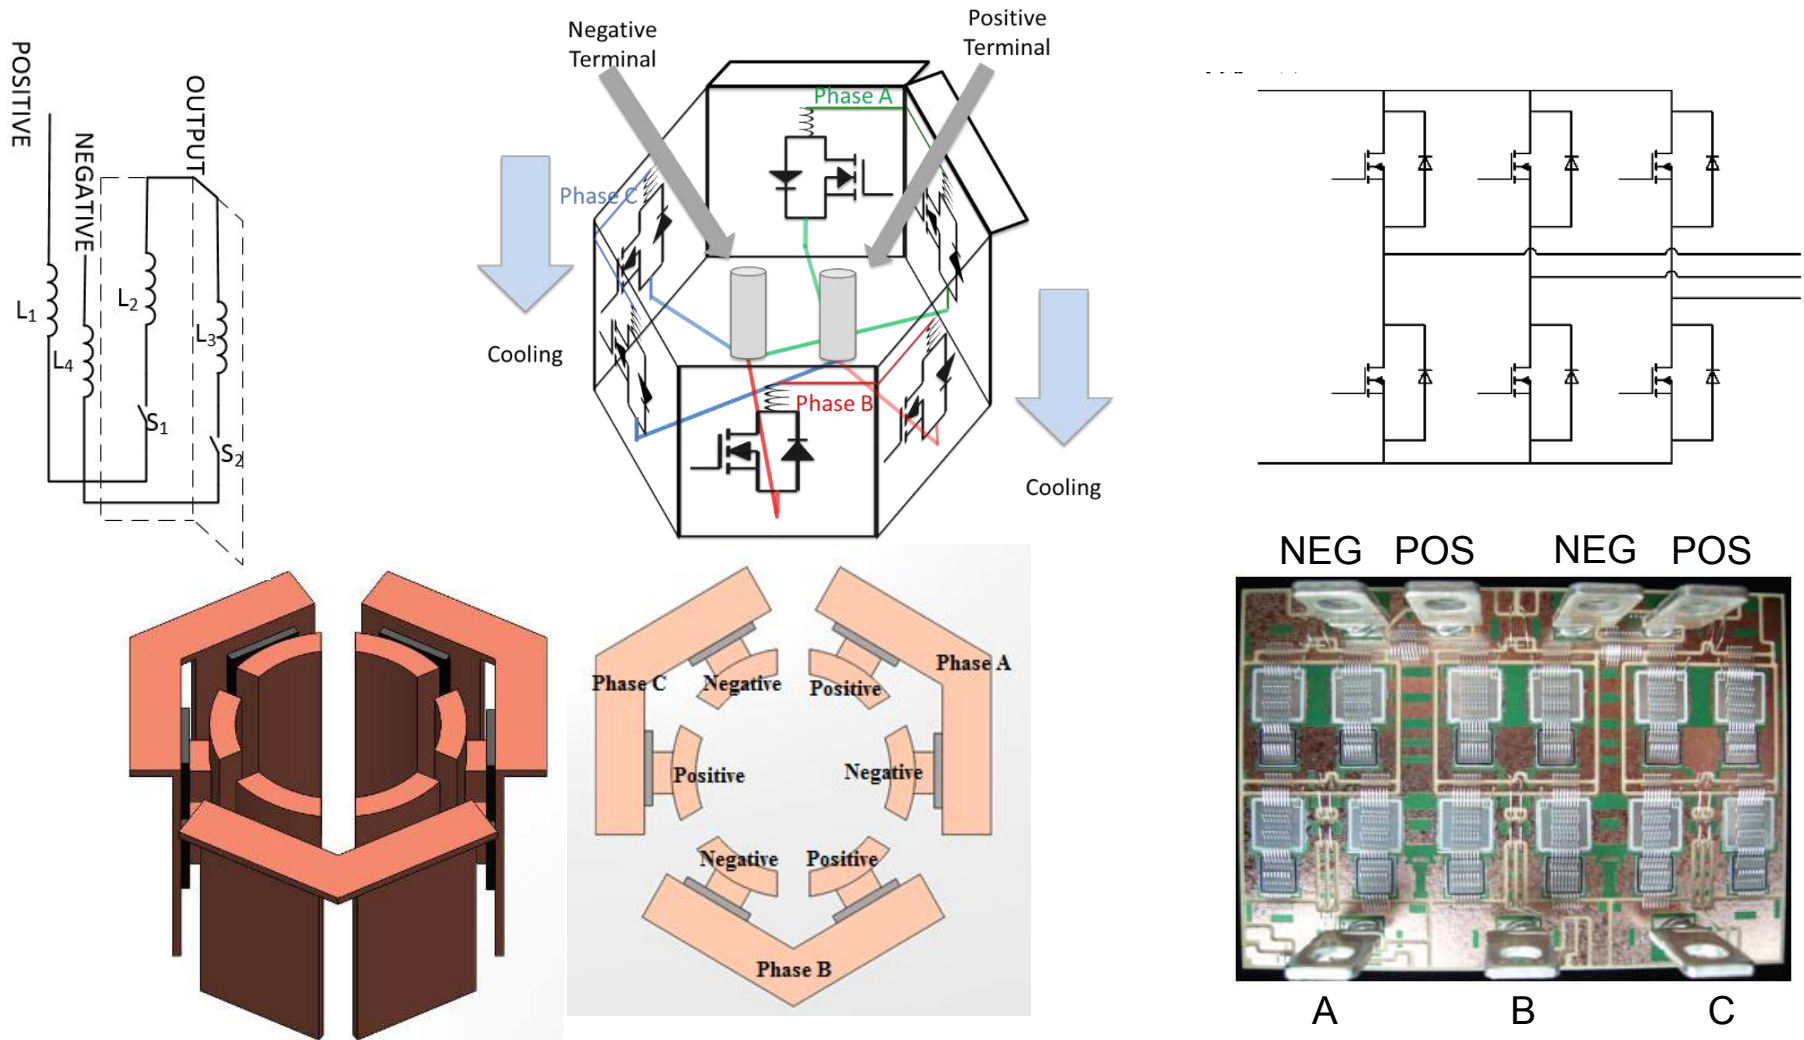 POSITIVE
NEGATIVE
OUTPUT
L1
L4
L2
L3
S1
S2
Negative
Terminal
Positive
Terminal
Phase A
Phase C
Phase B
Cooling
Cooling
Phase C
Negative
Positive
Phase A
Positive
Negative
Negative
Positive
Phase B
NEG POS NEG POS
A B C